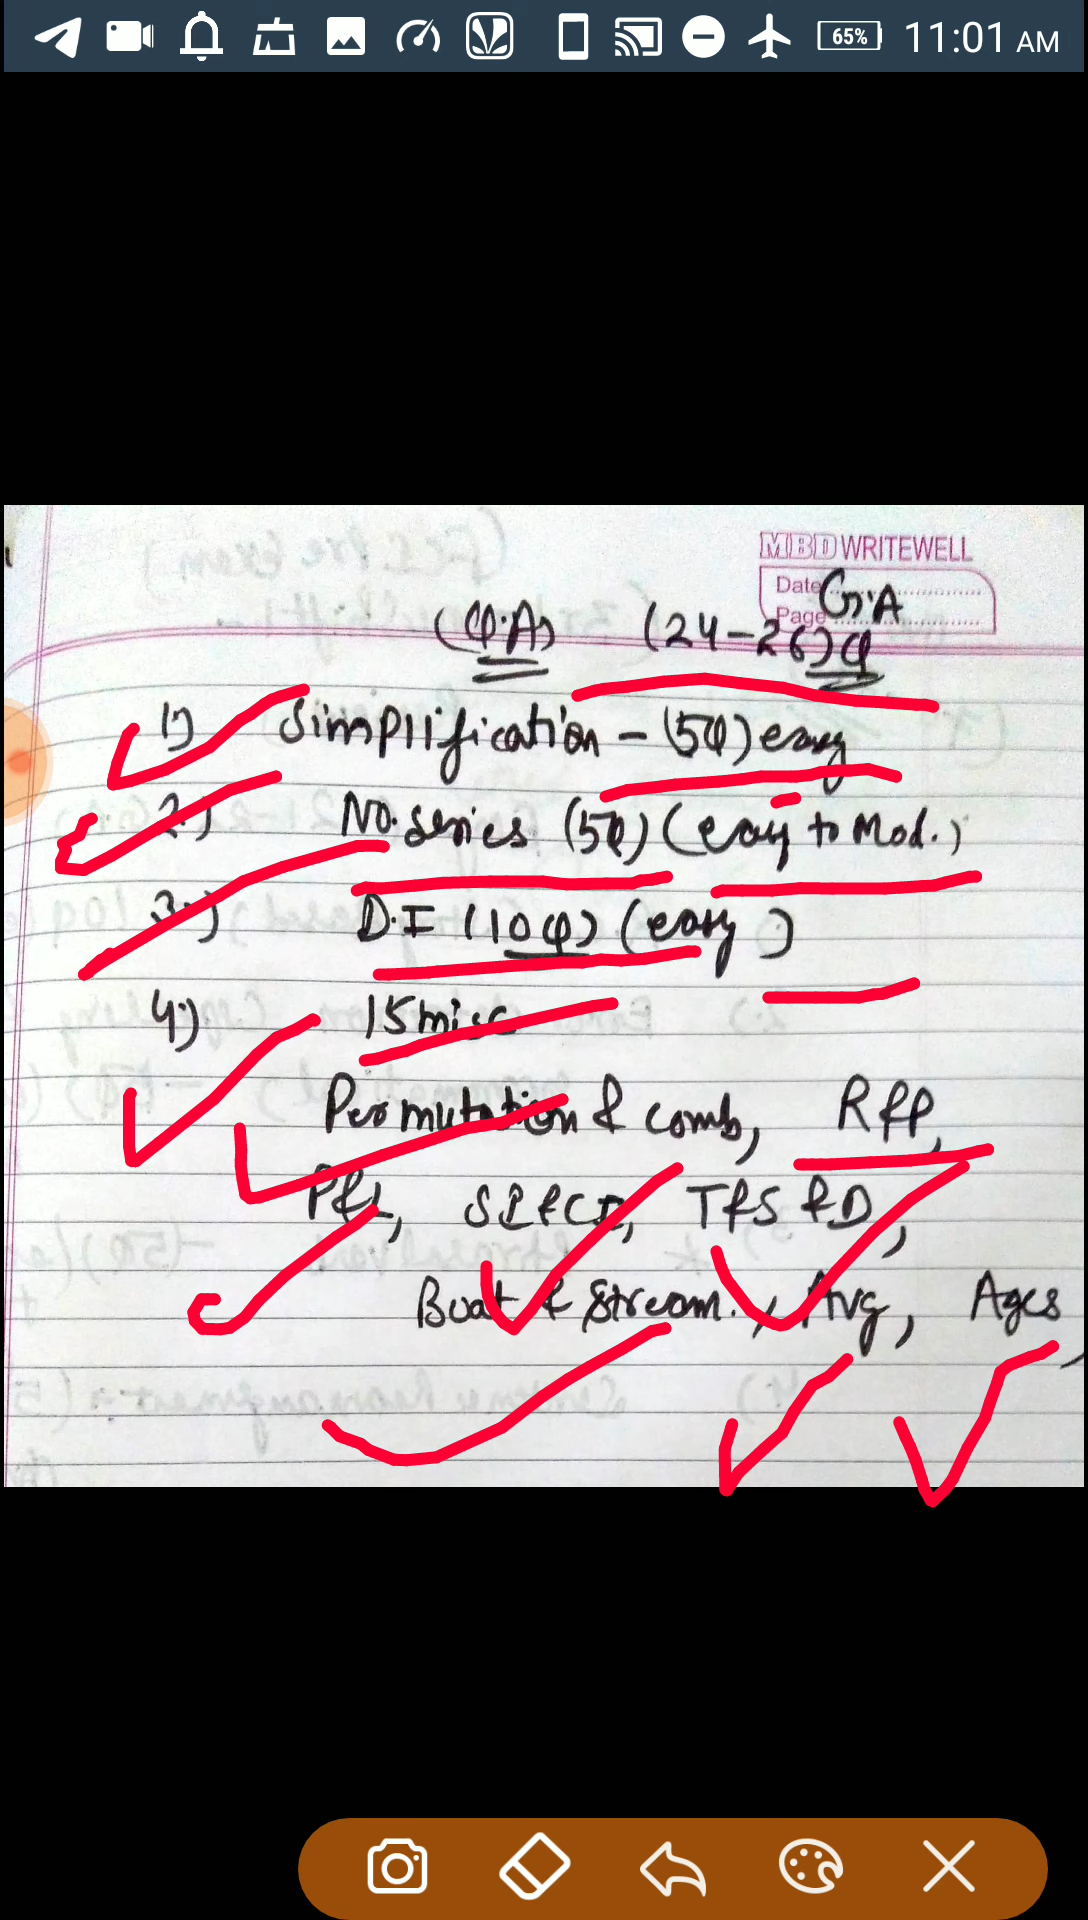 65% 11:01 AM
MBD WRITEWELL
Date
Page
G.A
(Q.A) (24-26)Q
1) Simplification - (5Q) easy
2.) No. series (5Q) (easy to Mod.)
3.) D.I (10Q) (easy)
4.) 15 misc
Permutation & comb, R&P,
P&L, SI & CI, T&S & D,
Boat & Stream., Avg, Ages,